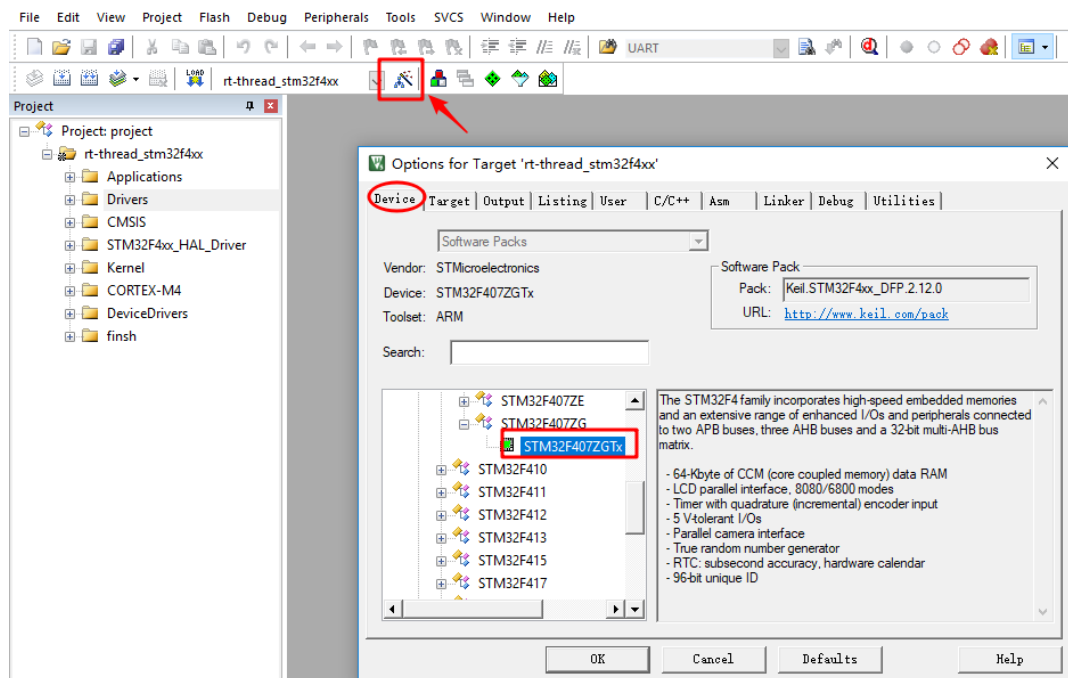 File Edit View Project Flash Debug Peripherals Tools SVCS Window Help
UART
LOAD
rt-thread_stm32f4xx
Project
Project: project
rt-thread_stm32f4xx
Applications
Drivers
CMSIS
STM32F4xx_HAL_Driver
Kernel
CORTEX-M4
DeviceDrivers
finsh
Options for Target 'rt-thread_stm32f4xx'
Device Target Output Listing User C/C++ Asm Linker Debug Utilities
Software Packs
Vendor: STMicroelectronics
Device: STM32F407ZGTx
Toolset: ARM
Software Pack
Pack: Keil.STM32F4xx_DFP.2.12.0
URL: http://www.keil.com/pack
Search:
STM32F407ZE
STM32F407ZG
STM32F407ZGTx
STM32F410
STM32F411
STM32F412
STM32F413
STM32F415
STM32F417
The STM32F4 family incorporates high-speed embedded memories
and an extensive range of enhanced I/Os and peripherals connected
to two APB buses, three AHB buses and a 32-bit multi-AHB bus
matrix.
- 64-Kbyte of CCM (core coupled memory) data RAM
- LCD parallel interface, 8080/6800 modes
- Timer with quadrature (incremental) encoder input
- 5 V-tolerant I/Os
- Parallel camera interface
- True random number generator
- RTC: subsecond accuracy, hardware calendar
- 96-bit unique ID
OK Cancel Defaults Help